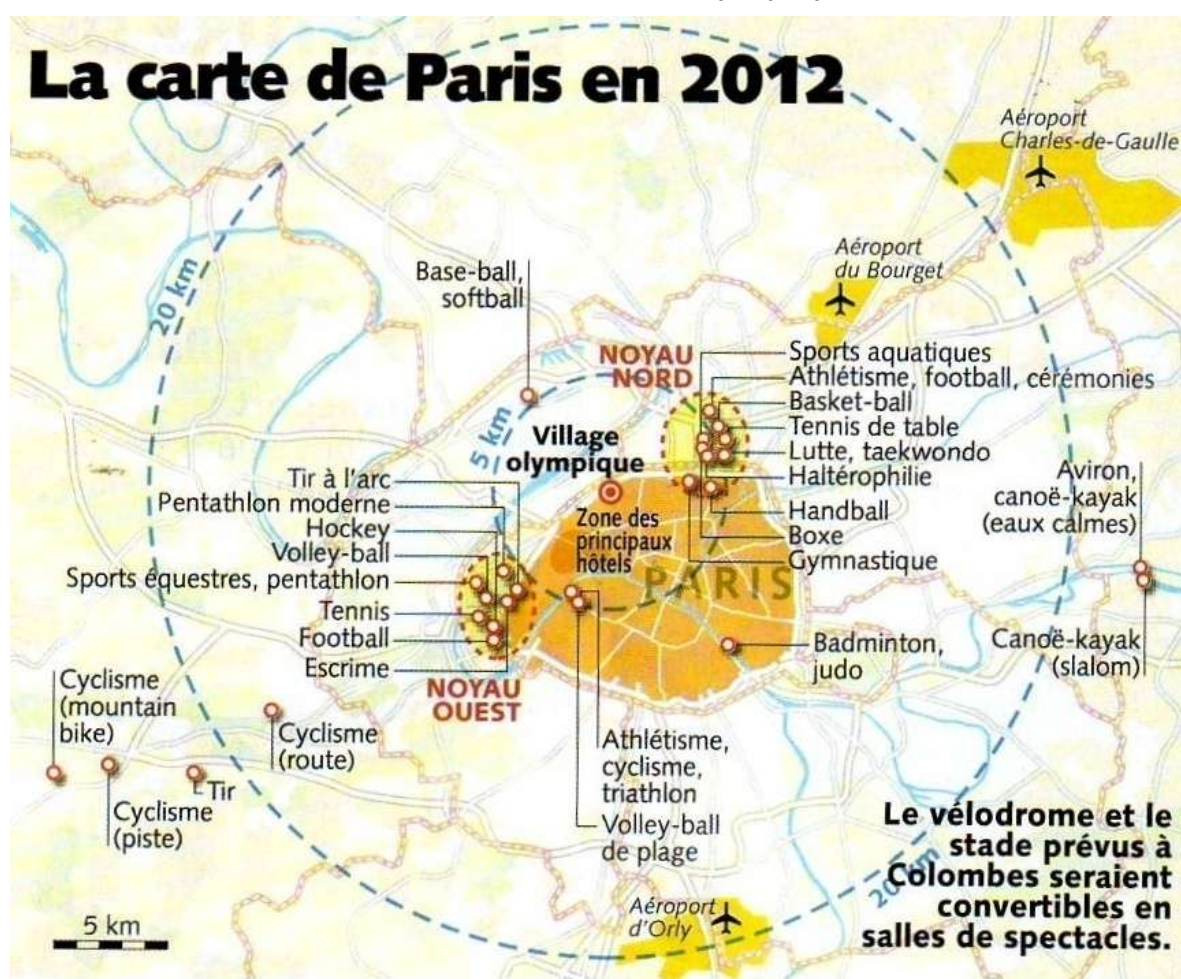 La carte de Paris en 2012
Aéroport
Charles-de-Gaulle
Aéroport
du Bourget
20 km
Base-ball,
softball
NOYAU
NORD
5 km
Village
olympique
Zone des
principaux
hôtels
PARIS
Sports aquatiques
Athlétisme, football, cérémonies
Basket-ball
Tennis de table
Lutte, taekwondo
Haltérophilie
Handball
Boxe
Gymnastique
Aviron,
canoë-kayak
(eaux calmes)
Canoë-kayak
(slalom)
Tir à l'arc
Pentathlon moderne
Hockey
Volley-ball
Sports équestres, pentathlon
Tennis
Football
Escrime
NOYAU
OUEST
Badminton,
judo
Cyclisme
(mountain
bike)
Cyclisme
(route)
Tir
Cyclisme
(piste)
Athlétisme,
cyclisme,
triathlon
Volley-ball
de plage
Aéroport
d'Orly
20 km
Le vélodrome et le
stade prévus à
Colombes seraient
convertibles en
salles de spectacles.
5 km